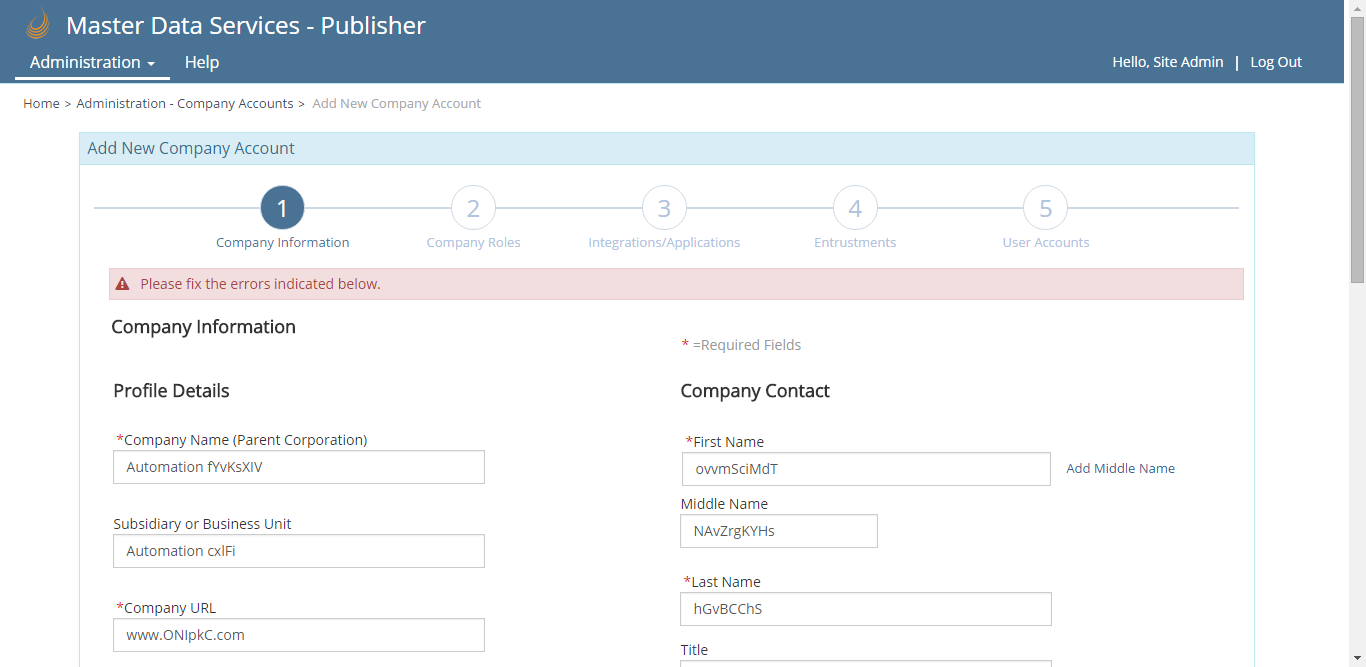 Master Data Services - Publisher
Administration Help
Hello, Site Admin | Log Out
Home > Administration - Company Accounts > Add New Company Account
Add New Company Account
1 2 3 4 5
Company Information Company Roles Integrations/Applications Entrustments User Accounts
Please fix the errors indicated below.
Company Information
* =Required Fields
Profile Details
*Company Name (Parent Corporation)
Automation fYvKsXIV
Subsidiary or Business Unit
Automation cxlFi
*Company URL
www.ONIpkC.com
Company Contact
*First Name
ovvmSciMdT
Add Middle Name
Middle Name
NAvZrgKYHs
*Last Name
hGvBCChS
Title